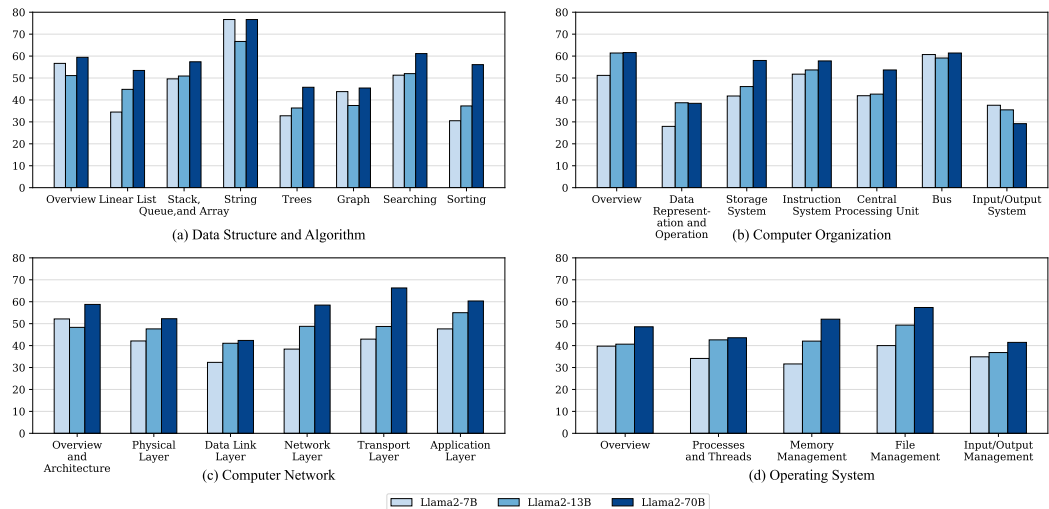 80
70
60
50
40
30
20
10
0
Overview Linear List Stack, String Trees Graph Searching Sorting
Queue,and Array
(a) Data Structure and Algorithm
80
70
60
50
40
30
20
10
0
Overview Data Storage Instruction Central Bus Input/Output
Represent- System System Processing Unit System
ation and
Operation
(b) Computer Organization
80
70
60
50
40
30
20
10
0
Overview Physical Data Link Network Transport Application
and Layer Layer Layer Layer Layer
Architecture
(c) Computer Network
80
70
60
50
40
30
20
10
0
Overview Processes Memory File Input/Output
and Threads Management Management Management
(d) Operating System
Llama2-7B Llama2-13B Llama2-70B